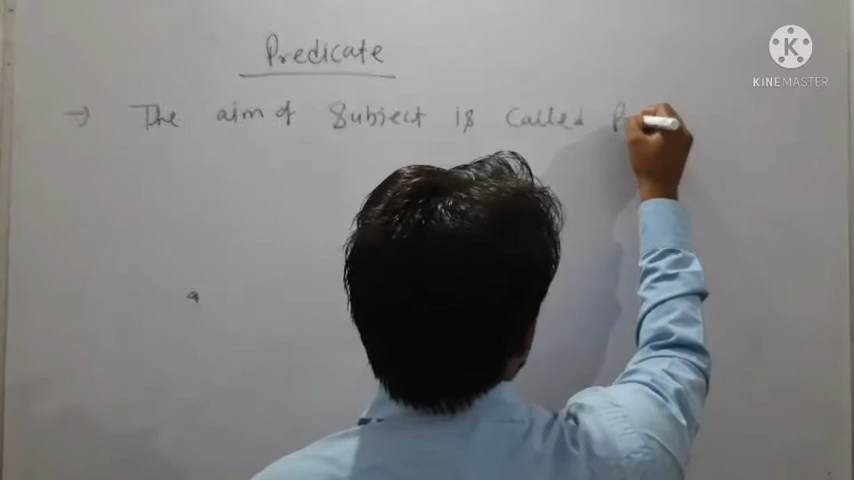 Predicate
→ The aim of Subject is called P
K
KINEMASTER